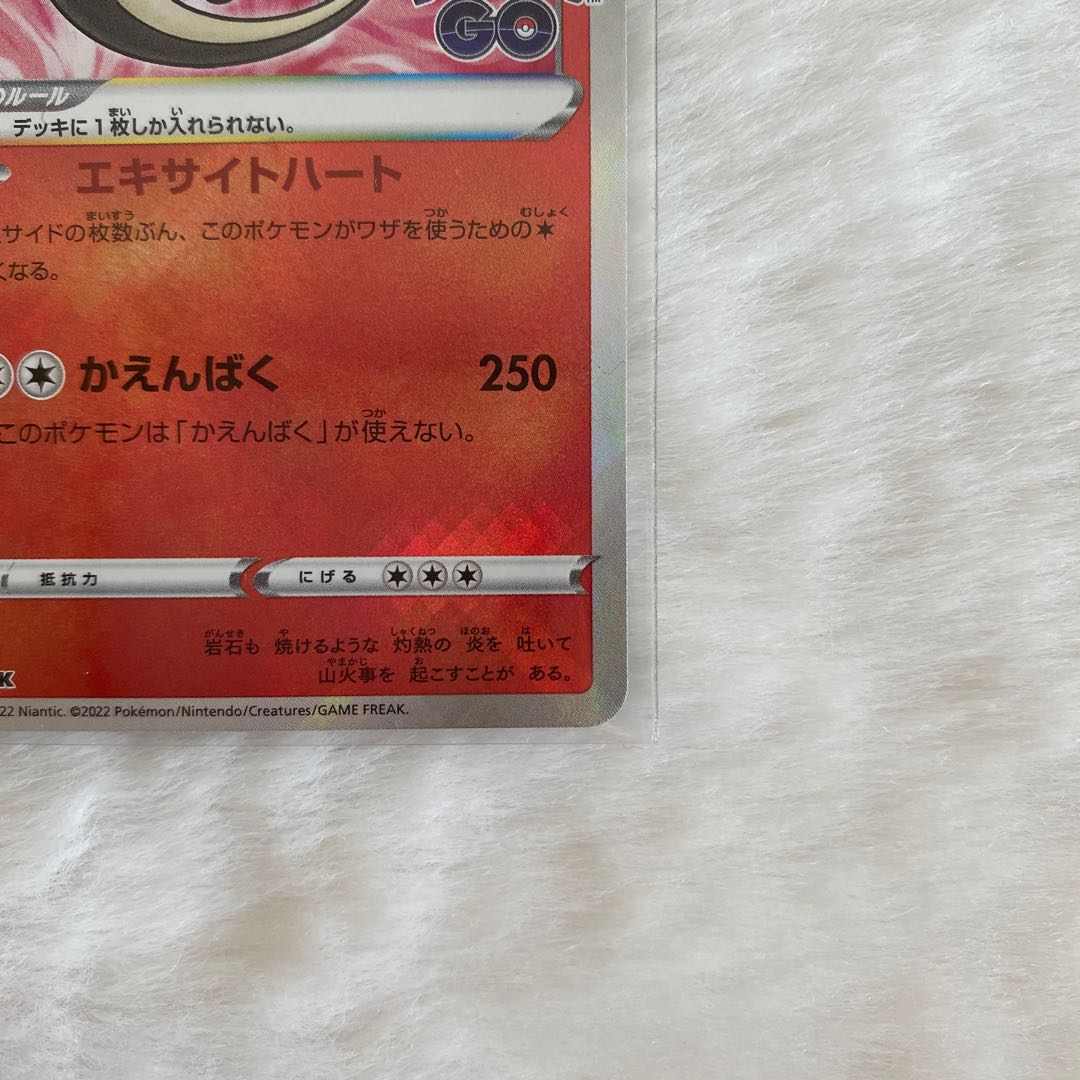 GO
のルール
デッキに1枚しか入れられない。
エキサイトハート
サイドの枚数ぶん、このポケモンがワザを使うための
くなる。
かえんばく 250
このポケモンは「かえんばく」が使えない。
抵抗力 にげる
岩石も 焼けるような 灼熱の 炎を 吐いて
山火事を 起こすことが ある。
22 Niantic. ©2022 Pokémon/Nintendo/Creatures/GAME FREAK.